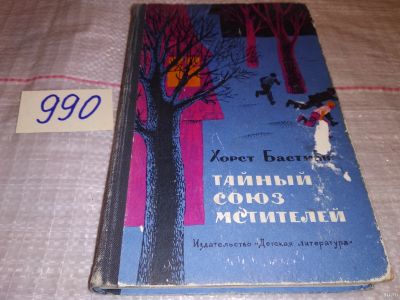 990
Хорст Бастиан
ТАЙНЫЙ
СОЮЗ
МСТИТЕЛЕЙ
Издательство «Детская литература»